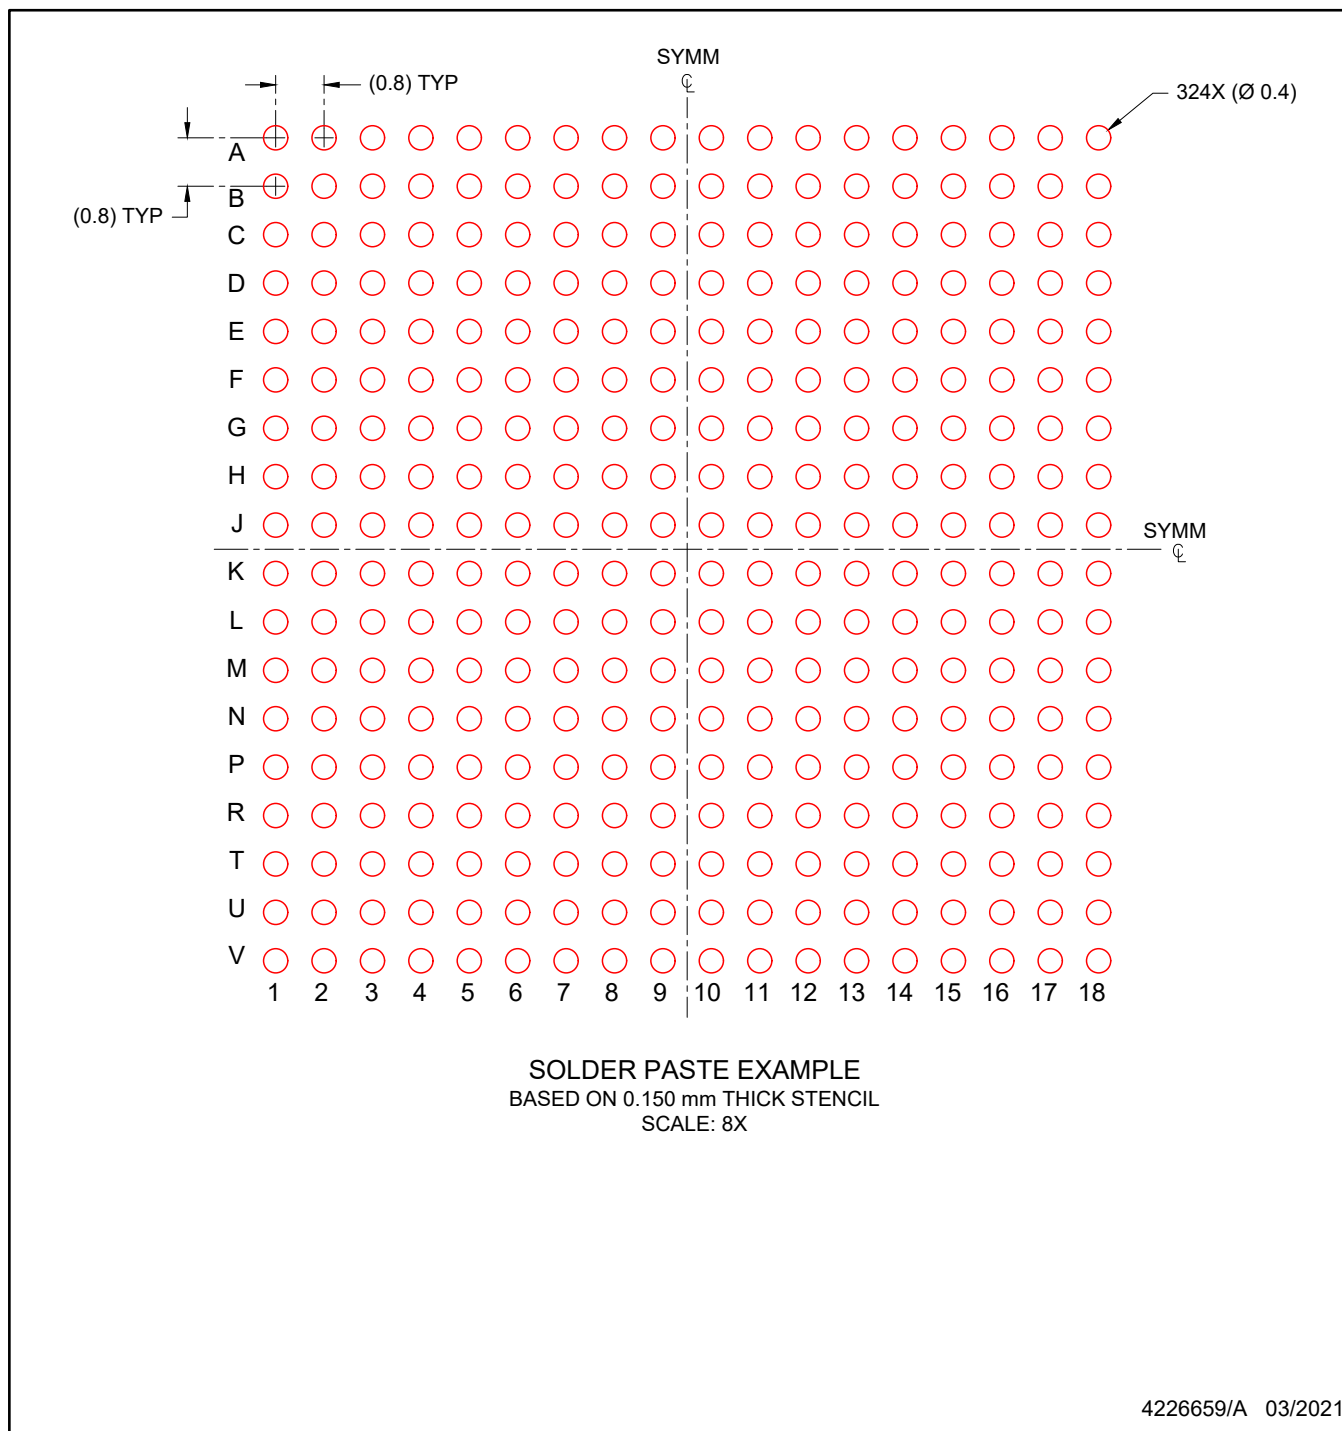 SYMM
(0.8) TYP
324X (Ø 0.4)
A
B
(0.8) TYP
C
D
E
F
G
H
J
SYMM
K
L
M
N
P
R
T
U
V
1 2 3 4 5 6 7 8 9 10 11 12 13 14 15 16 17 18
SOLDER PASTE EXAMPLE
BASED ON 0.150 mm THICK STENCIL
SCALE: 8X
4226659/A 03/2021